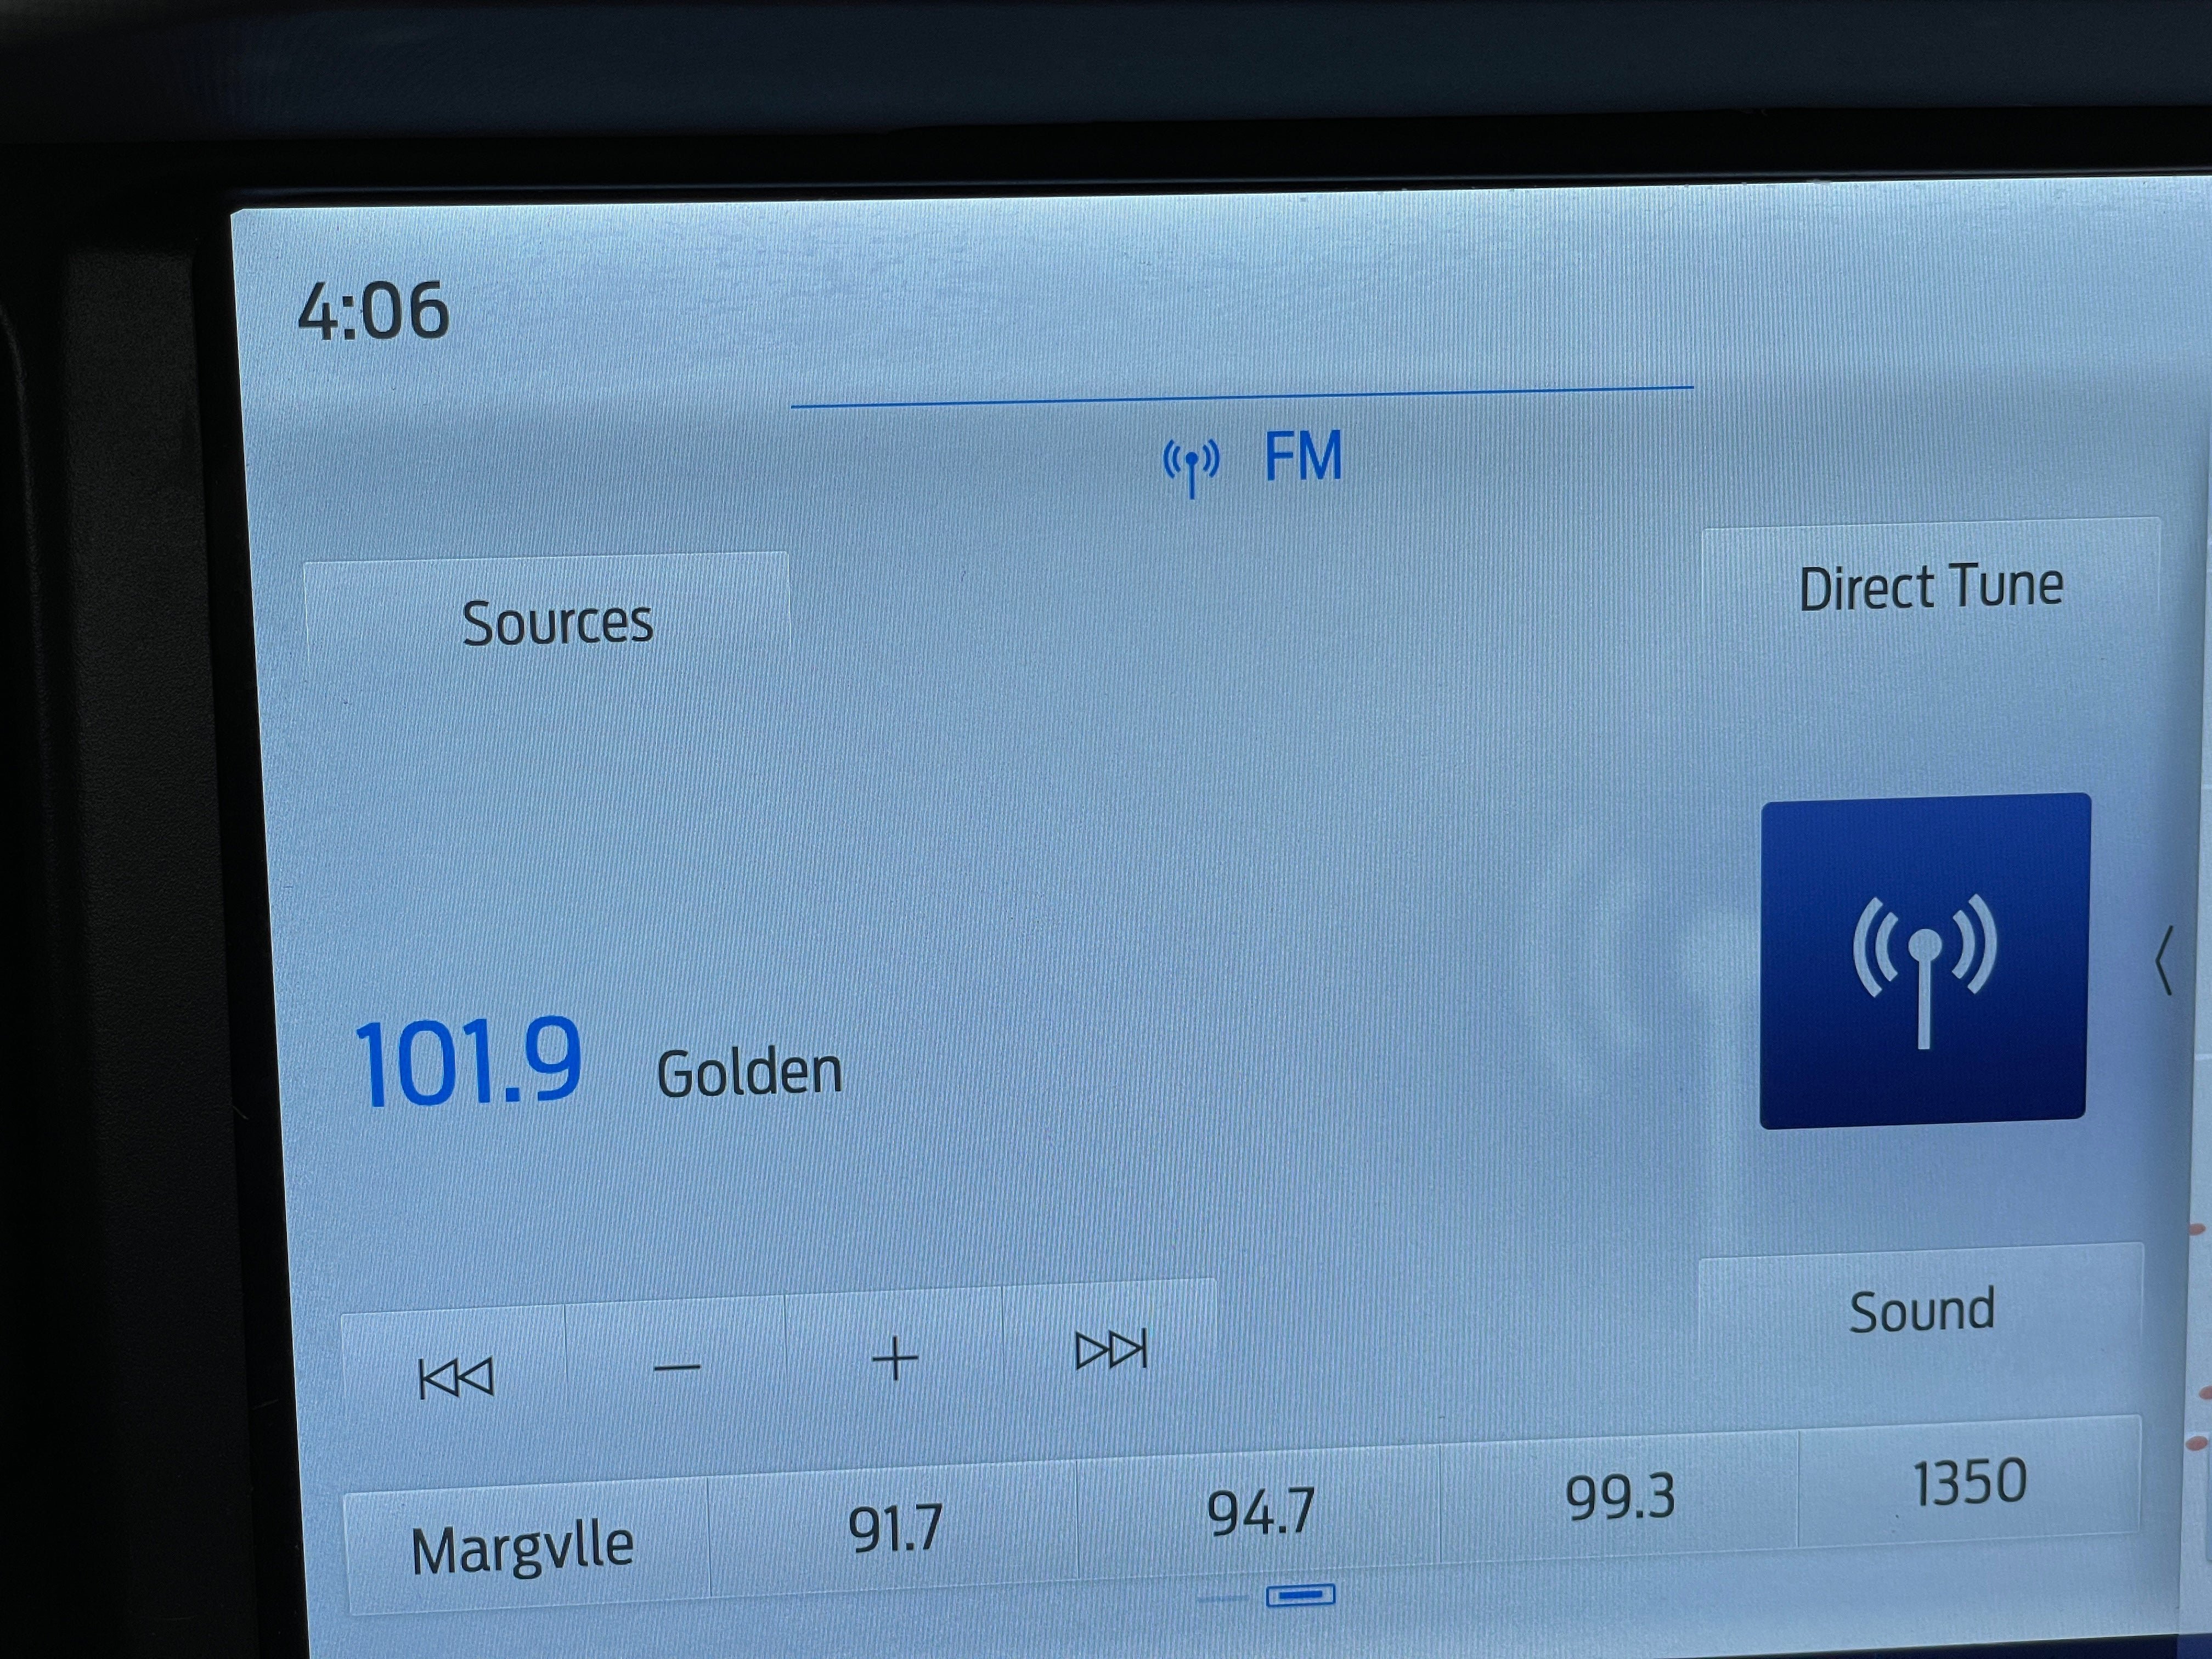 4:06
FM
Sources
Direct Tune
101.9 Golden
Sound
Margvlle 91.7 94.7 99.3 1350